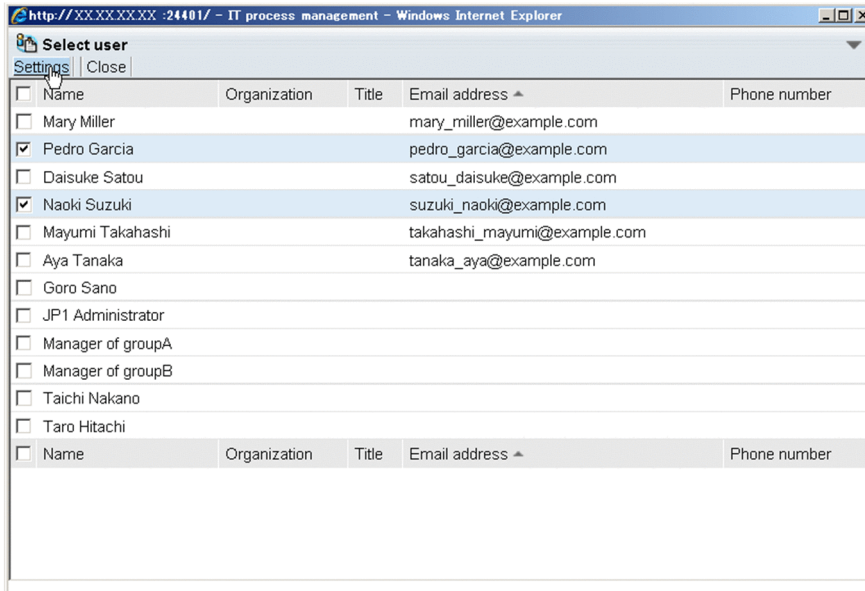 http://XX.XX.XX.XX :24401/ - IT process management - Windows Internet Explorer
Select user
Settings Close
Name Organization Title Email address Phone number
Mary Miller mary_miller@example.com
Pedro Garcia pedro_garcia@example.com
Daisuke Satou satou_daisuke@example.com
Naoki Suzuki suzuki_naoki@example.com
Mayumi Takahashi takahashi_mayumi@example.com
Aya Tanaka tanaka_aya@example.com
Goro Sano
JP1 Administrator
Manager of groupA
Manager of groupB
Taichi Nakano
Taro Hitachi
Name Organization Title Email address Phone number